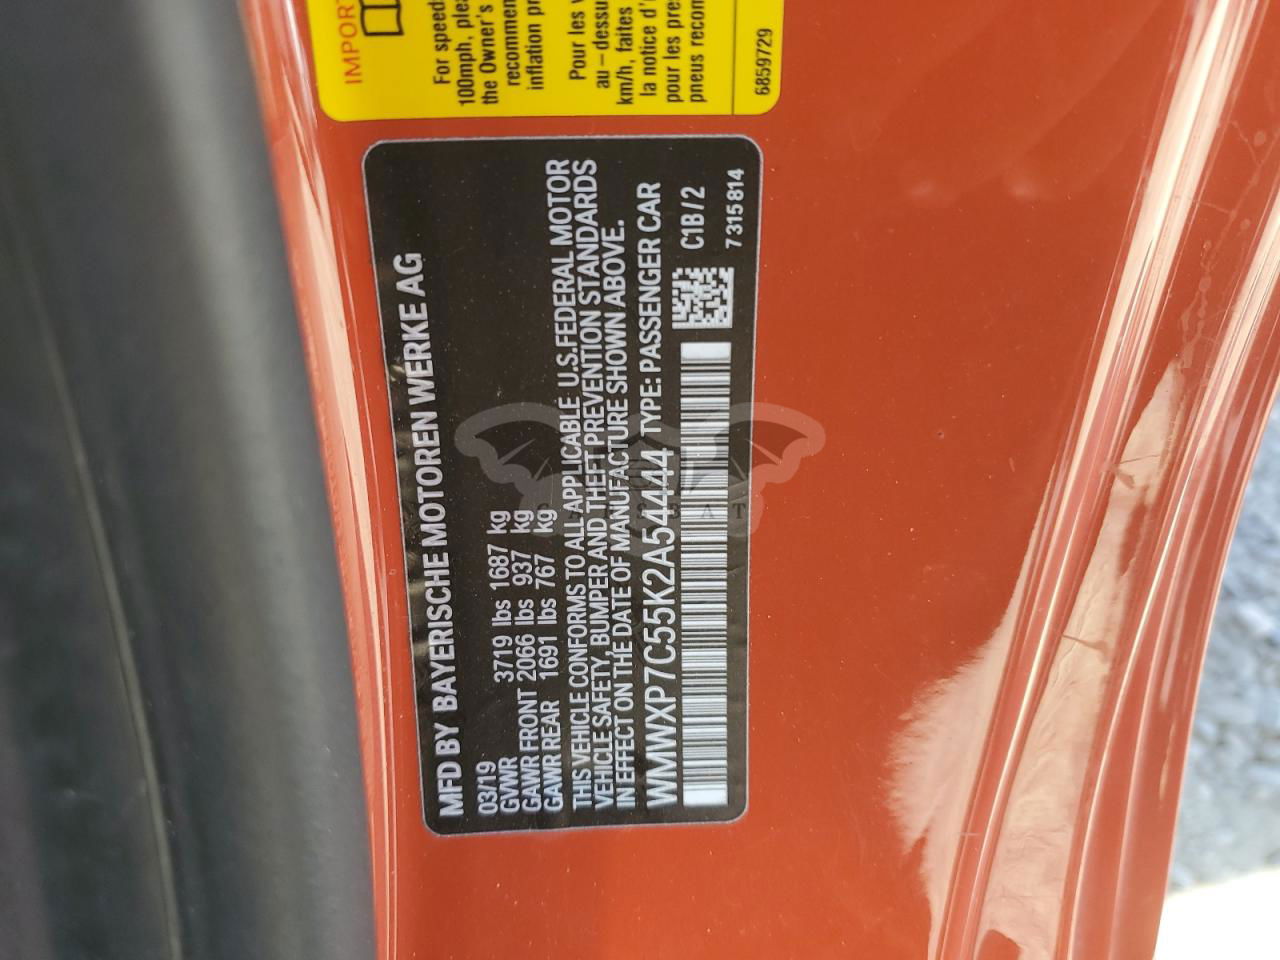 IMPORT
For speed
100mph, plea
the Owner's
recommen
inflation pr
Pour les v
au-dessu
km/h, faites
la notice d'u
pour les pre
pneus recom
6859729
MFD BY BAYERISCHE MOTOREN WERKE AG
03/19
GVWR 3719 lbs 1687 kg
GAWR FRONT 2066 lbs 937 kg
GAWR REAR 1691 lbs 767 kg
THIS VEHICLE CONFORMS TO ALL APPLICABLE U.S.FEDERAL MOTOR
VEHICLE SAFETY, BUMPER AND THEFT PREVENTION STANDARDS
IN EFFECT ON THE DATE OF MANUFACTURE SHOWN ABOVE.
WMWXP7C55K2A54444 TYPE: PASSENGER CAR
C1B/2
7 315 814